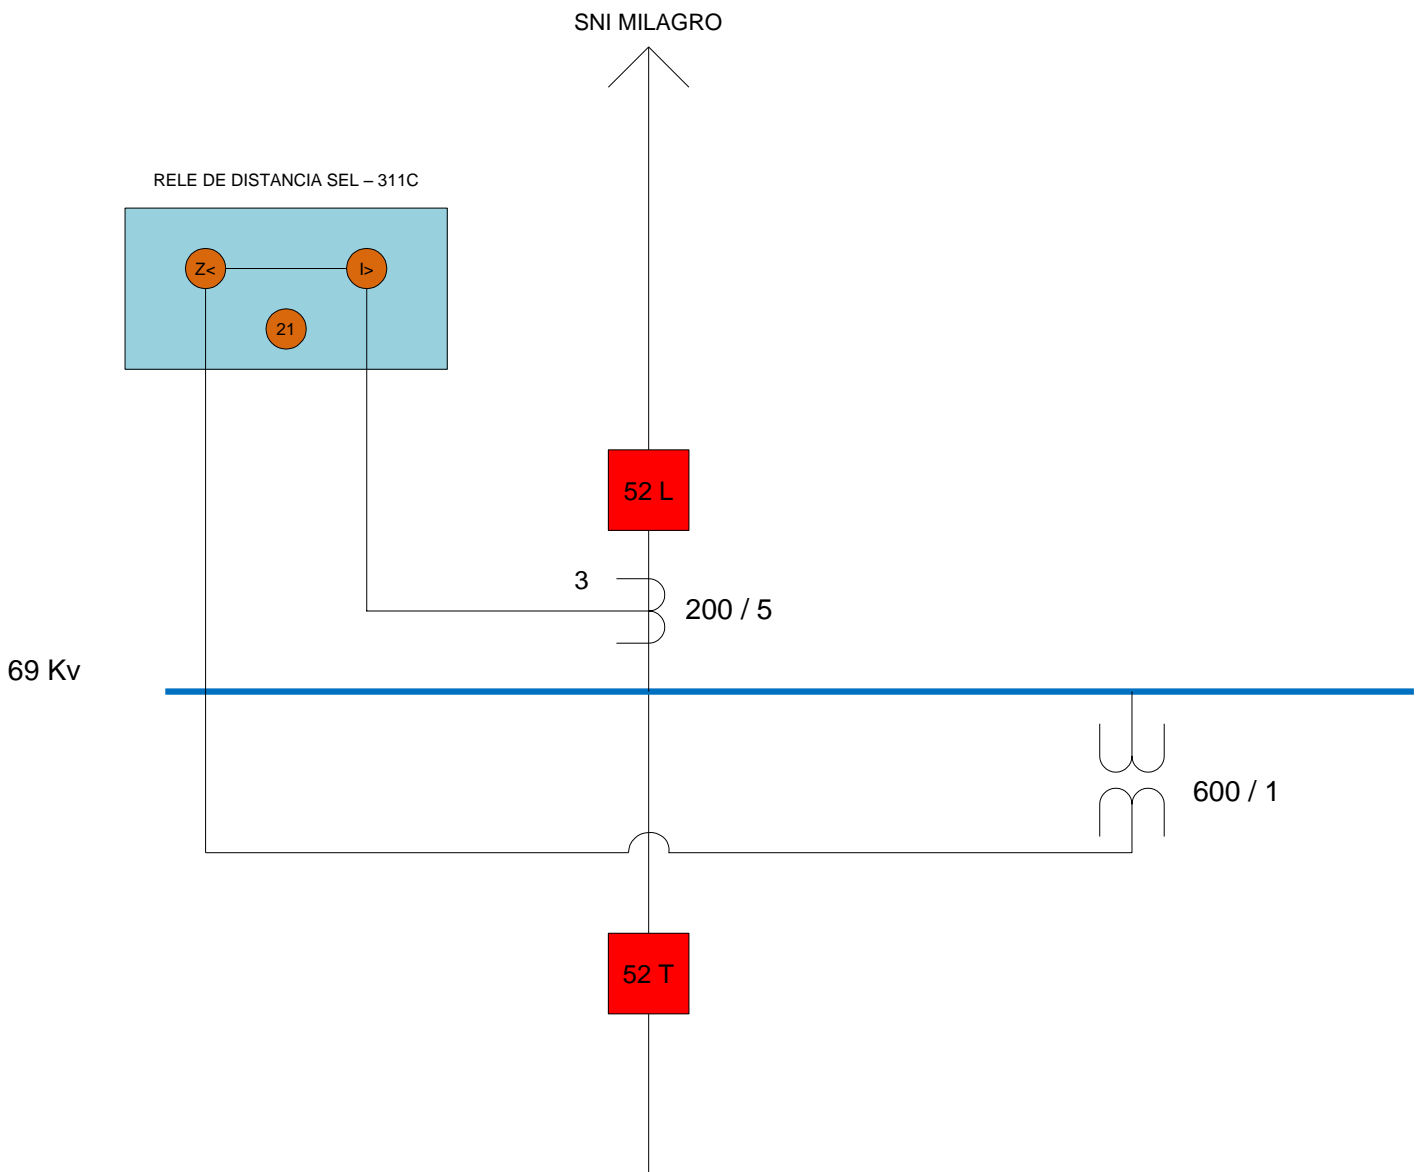 SNI MILAGRO
RELE DE DISTANCIA SEL – 311C
Z<
I>
21
52 L
3
200 / 5
69 Kv
600 / 1
52 T